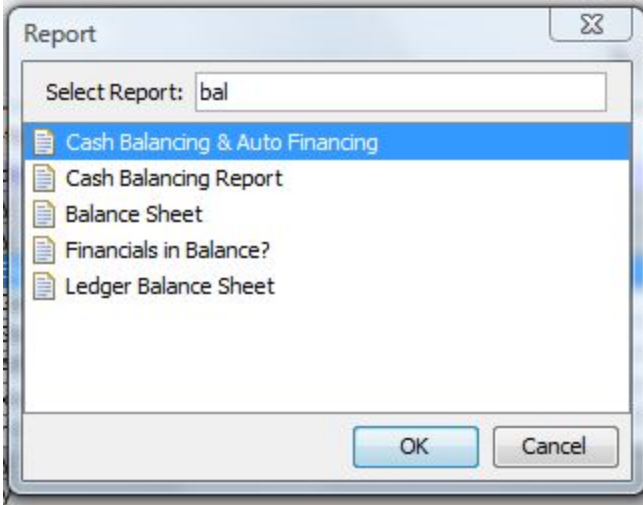 Report
Select Report: bal
Cash Balancing & Auto Financing
Cash Balancing Report
Balance Sheet
Financials in Balance?
Ledger Balance Sheet
OK Cancel